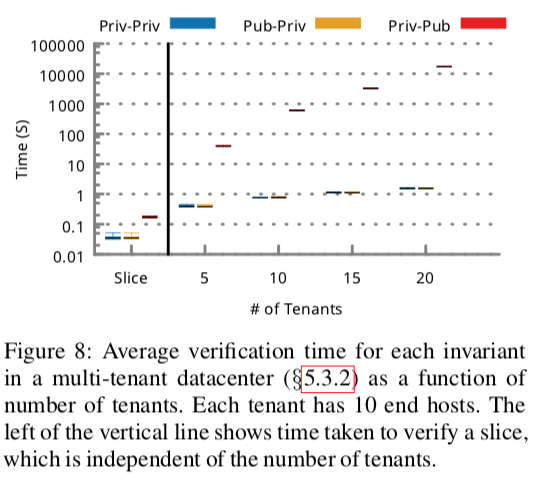 Priv-Priv Pub-Priv Priv-Pub
100000
10000
1000
100
10
1
0.1
0.01
Time (S)
Slice 5 10 15 20
# of Tenants
Figure 8: Average verification time for each invariant
in a multi-tenant datacenter (§5.3.2) as a function of
number of tenants. Each tenant has 10 end hosts. The
left of the vertical line shows time taken to verify a slice,
which is independent of the number of tenants.